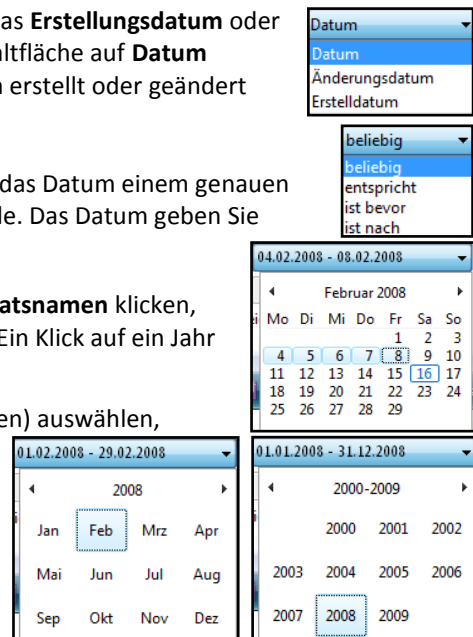 as Erstellungsdatum oder
altfläche auf Datum
erstellt oder geändert
Datum
Datum
Änderungsdatum
Erstelldatum
das Datum einem genauen
de. Das Datum geben Sie
beliebig
beliebig
entspricht
ist bevor
ist nach
atsnamen klicken,
Ein Klick auf ein Jahr
en) auswählen,
04.02.2008 - 08.02.2008
Februar 2008
Mo Di Mi Do Fr Sa So
1 2 3
4 5 6 7 8 9 10
11 12 13 14 15 16 17
18 19 20 21 22 23 24
25 26 27 28 29
01.02.2008 - 29.02.2008
2008
Jan Feb Mrz Apr
Mai Jun Jul Aug
Sep Okt Nov Dez
01.01.2008 - 31.12.2008
2000-2009
2000 2001 2002
2003 2004 2005 2006
2007 2008 2009